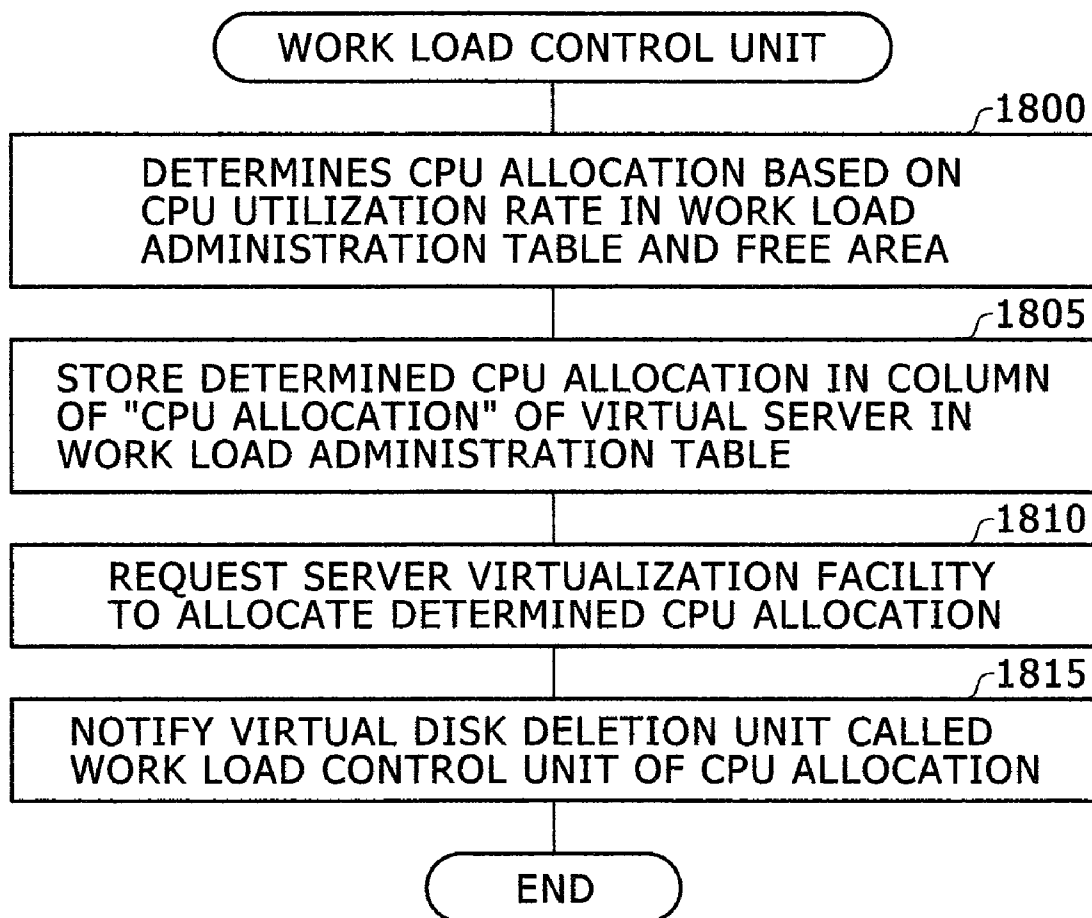 WORK LOAD CONTROL UNIT
1800
DETERMINES CPU ALLOCATION BASED ON
CPU UTILIZATION RATE IN WORK LOAD
ADMINISTRATION TABLE AND FREE AREA
1805
STORE DETERMINED CPU ALLOCATION IN COLUMN
OF "CPU ALLOCATION" OF VIRTUAL SERVER IN
WORK LOAD ADMINISTRATION TABLE
1810
REQUEST SERVER VIRTUALIZATION FACILITY
TO ALLOCATE DETERMINED CPU ALLOCATION
1815
NOTIFY VIRTUAL DISK DELETION UNIT CALLED
WORK LOAD CONTROL UNIT OF CPU ALLOCATION
END